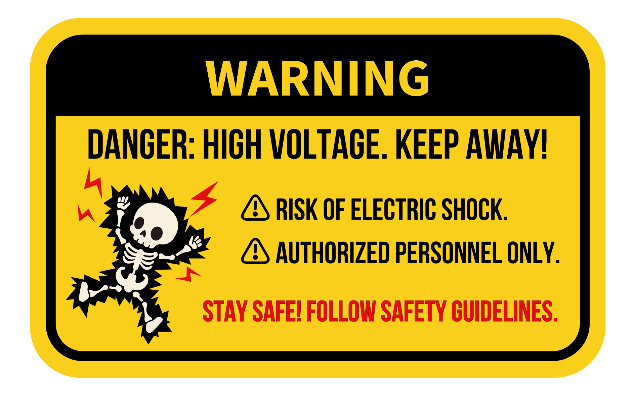 WARNING
DANGER: HIGH VOLTAGE. KEEP AWAY!
RISK OF ELECTRIC SHOCK.
AUTHORIZED PERSONNEL ONLY.
STAY SAFE! FOLLOW SAFETY GUIDELINES.